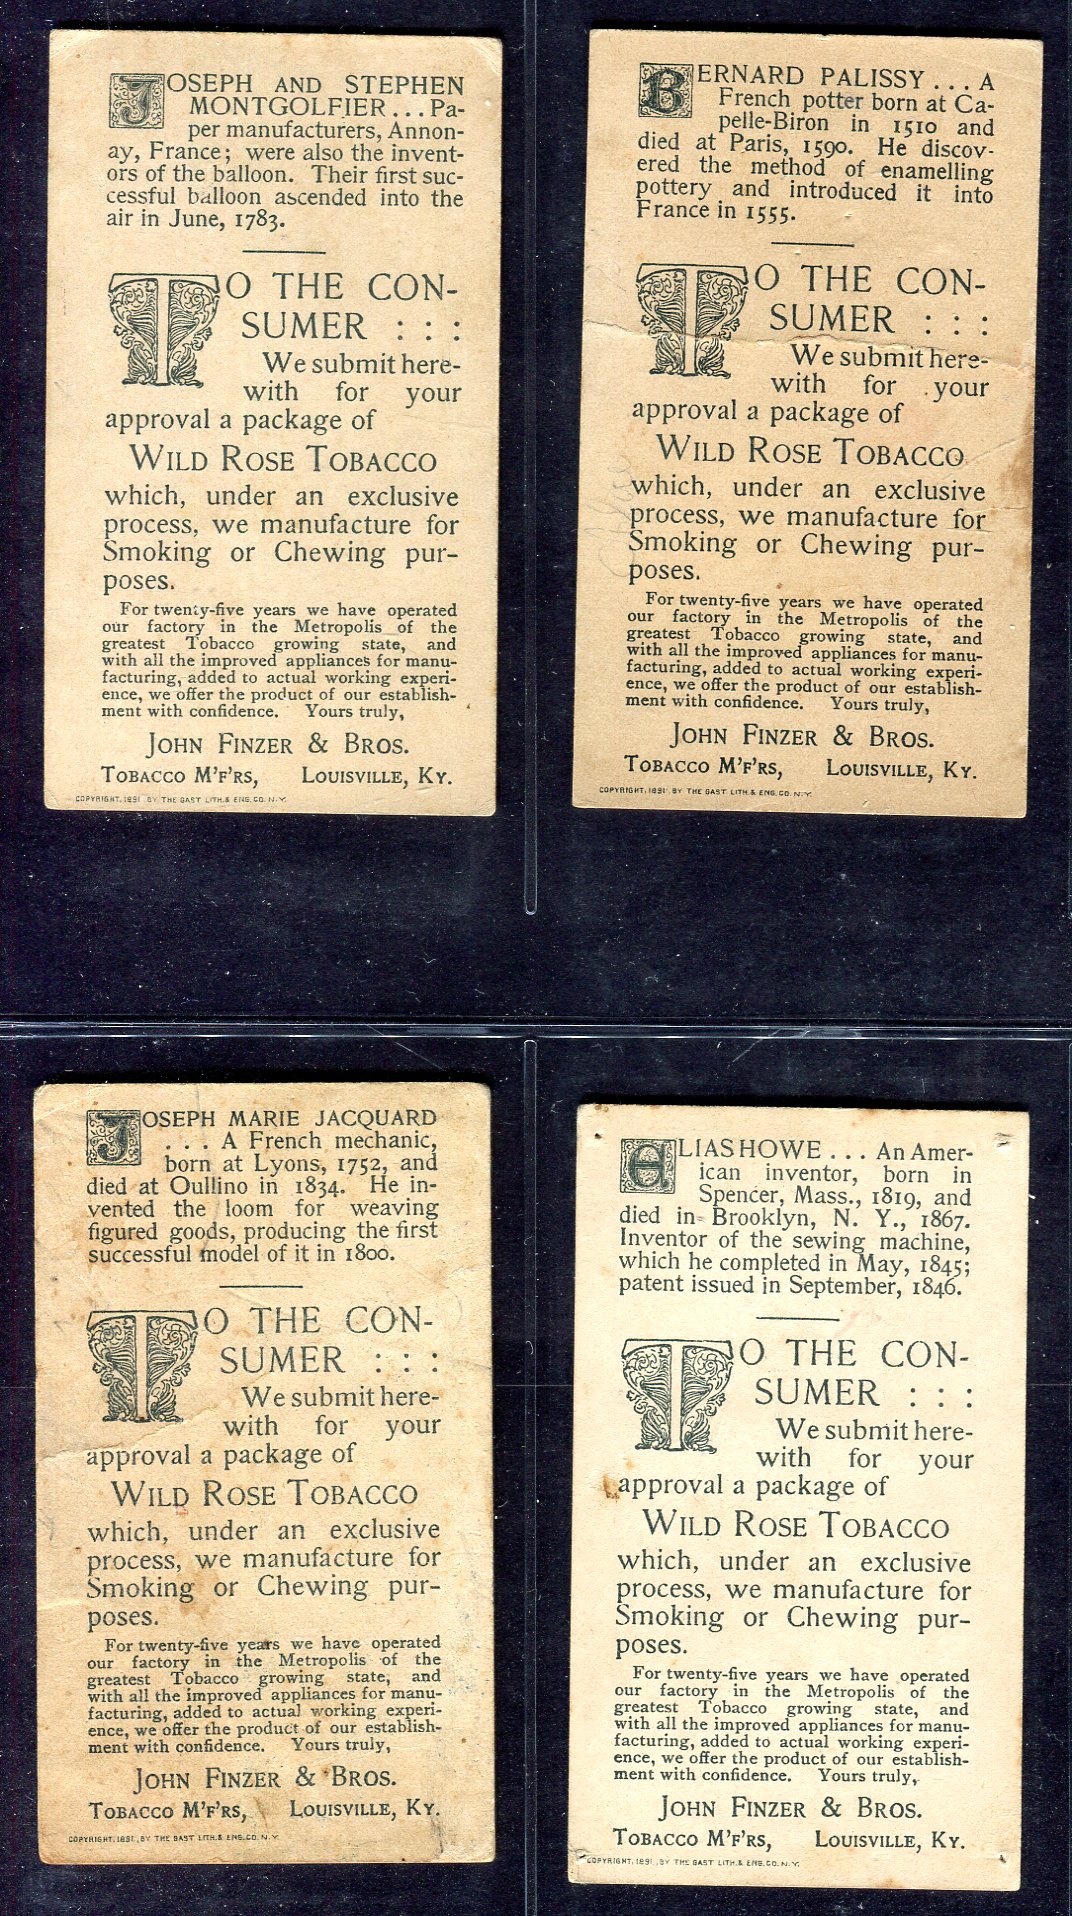 JOSEPH AND STEPHEN
MONTGOLFIER . . . Pa-
per manufacturers, Annon-
ay, France; were also the invent-
ors of the balloon. Their first suc-
cessful balloon ascended into the
air in June, 1783.
TO THE CON-
SUMER : : :
We submit here-
with for your
approval a package of
WILD ROSE TOBACCO
which, under an exclusive
process, we manufacture for
Smoking or Chewing pur-
poses.
For twenty-five years we have operated
our factory in the Metropolis of the
greatest Tobacco growing state, and
with all the improved appliances for manu-
facturing, added to actual working experi-
ence, we offer the product of our establish-
ment with confidence. Yours truly,
JOHN FINZER & BROS.
TOBACCO M'F'RS, LOUISVILLE, KY.
COPYRIGHT, 1891 BY THE GAST LITH. & ENG. CO. N.Y.
BERNARD PALISSY . . . A
French potter born at Ca-
pelle-Biron in 1510 and
died at Paris, 1590. He discov-
ered the method of enamelling
pottery and introduced it into
France in 1555.
TO THE CON-
SUMER : : :
We submit here-
with for your
approval a package of
WILD ROSE TOBACCO
which, under an exclusive
process, we manufacture for
Smoking or Chewing pur-
poses.
For twenty-five years we have operated
our factory in the Metropolis of the
greatest Tobacco growing state, and
with all the improved appliances for manu-
facturing, added to actual working experi-
ence, we offer the product of our establish-
ment with confidence. Yours truly,
JOHN FINZER & BROS.
TOBACCO M'F'RS, LOUISVILLE, KY.
COPYRIGHT, 1891 BY THE GAST LITH. & ENG. CO. N.Y.
JOSEPH MARIE JACQUARD
. . . A French mechanic,
born at Lyons, 1752, and
died at Oullino in 1834. He in-
vented the loom for weaving
figured goods, producing the first
successful model of it in 1800.
TO THE CON-
SUMER : : :
We submit here-
with for your
approval a package of
WILD ROSE TOBACCO
which, under an exclusive
process, we manufacture for
Smoking or Chewing pur-
poses.
For twenty-five years we have operated
our factory in the Metropolis of the
greatest Tobacco growing state, and
with all the improved appliances for manu-
facturing, added to actual working experi-
ence, we offer the product of our establish-
ment with confidence. Yours truly,
JOHN FINZER & BROS.
TOBACCO M'F'RS, LOUISVILLE, KY.
COPYRIGHT, 1891, BY THE GAST LITH. & ENG. CO. N.Y.
ELIAS HOWE . . . An Amer-
ican inventor, born in
Spencer, Mass., 1819, and
died in Brooklyn, N. Y., 1867.
Inventor of the sewing machine,
which he completed in May, 1845;
patent issued in September, 1846.
TO THE CON-
SUMER : : :
We submit here-
with for your
approval a package of
WILD ROSE TOBACCO
which, under an exclusive
process, we manufacture for
Smoking or Chewing pur-
poses.
For twenty-five years we have operated
our factory in the Metropolis of the
greatest Tobacco growing state, and
with all the improved appliances for manu-
facturing, added to actual working experi-
ence, we offer the product of our establish-
ment with confidence. Yours truly,
JOHN FINZER & BROS.
TOBACCO M'F'RS, LOUISVILLE, KY.
COPYRIGHT, 1891, BY THE GAST LITH. & ENG. CO. N.Y.